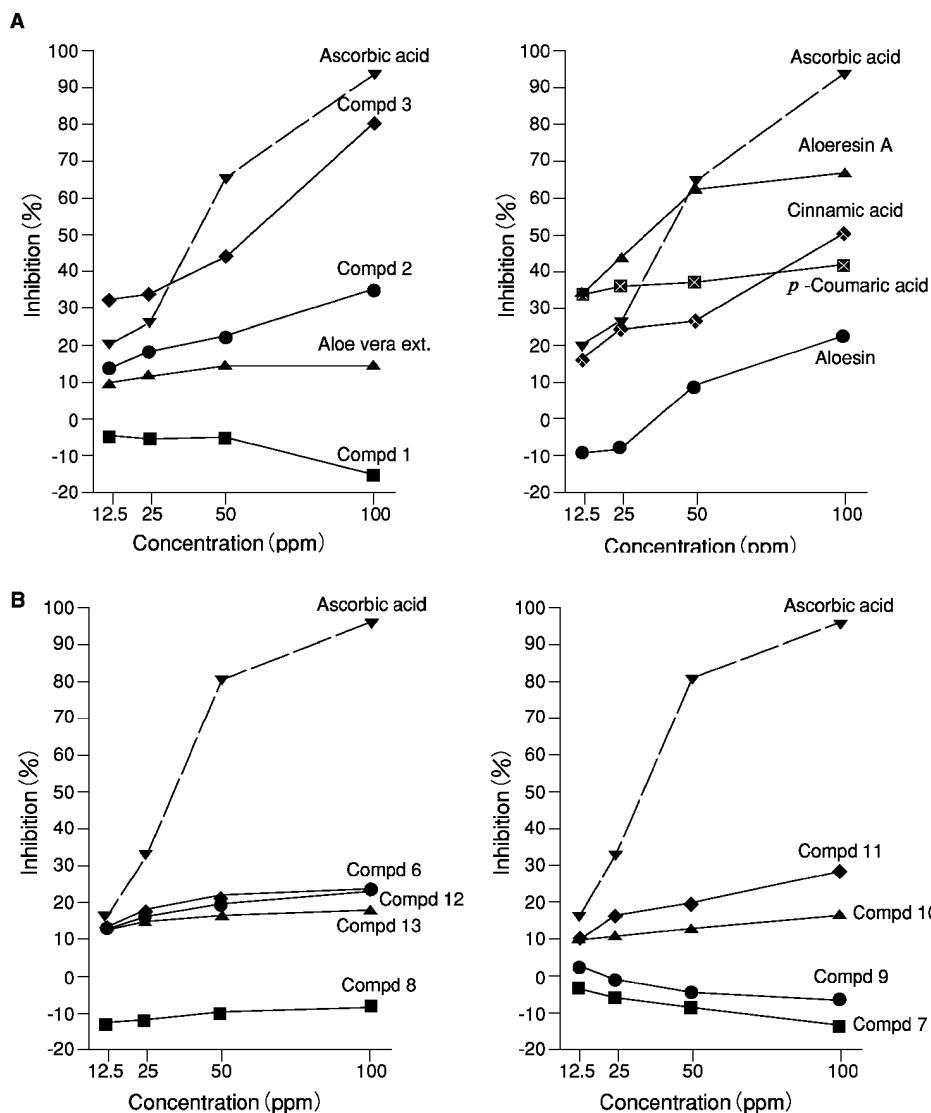 A
100
90
80
70
60
50
40
30
20
10
0
-10
-20
Inhibition (%)
Ascorbic acid
Compd 3
Compd 2
Aloe vera ext.
Compd 1
12.5 25 50 100
Concentration (ppm)
100
90
80
70
60
50
40
30
20
10
0
-10
-20
Inhibition (%)
Ascorbic acid
Aloeresin A
Cinnamic acid
p -Coumaric acid
Aloesin
12.5 25 50 100
Concentration (ppm)
B
100
90
80
70
60
50
40
30
20
10
0
-10
-20
Inhibition (%)
Ascorbic acid
Compd 6
Compd 12
Compd 13
Compd 8
12.5 25 50 100
Concentration (ppm)
100
90
80
70
60
50
40
30
20
10
0
-10
-20
Inhibition (%)
Ascorbic acid
Compd 11
Compd 10
Compd 9
Compd 7
12.5 25 50 100
Concentration (ppm)